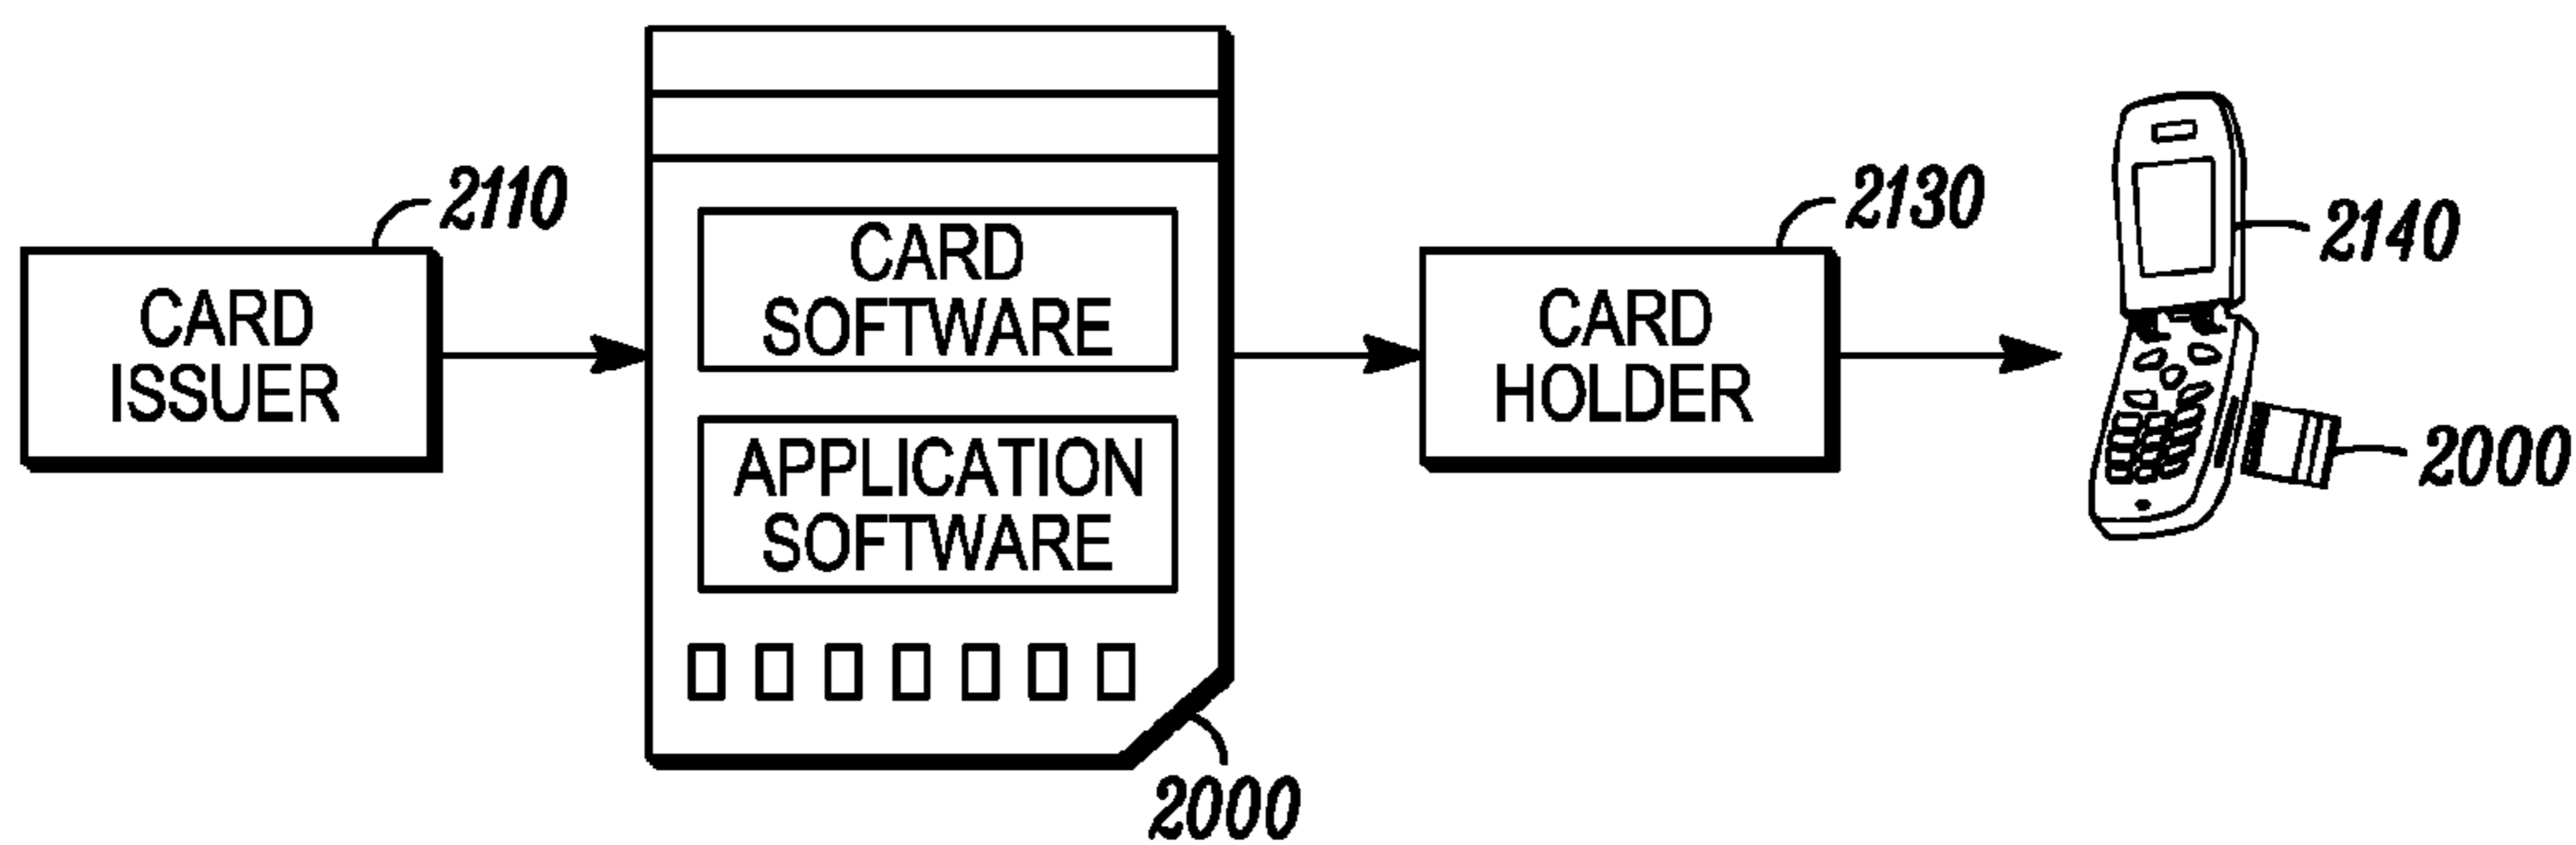 2110
CARD
ISSUER
CARD
SOFTWARE
APPLICATION
SOFTWARE
2000
2130
CARD
HOLDER
2140
2000